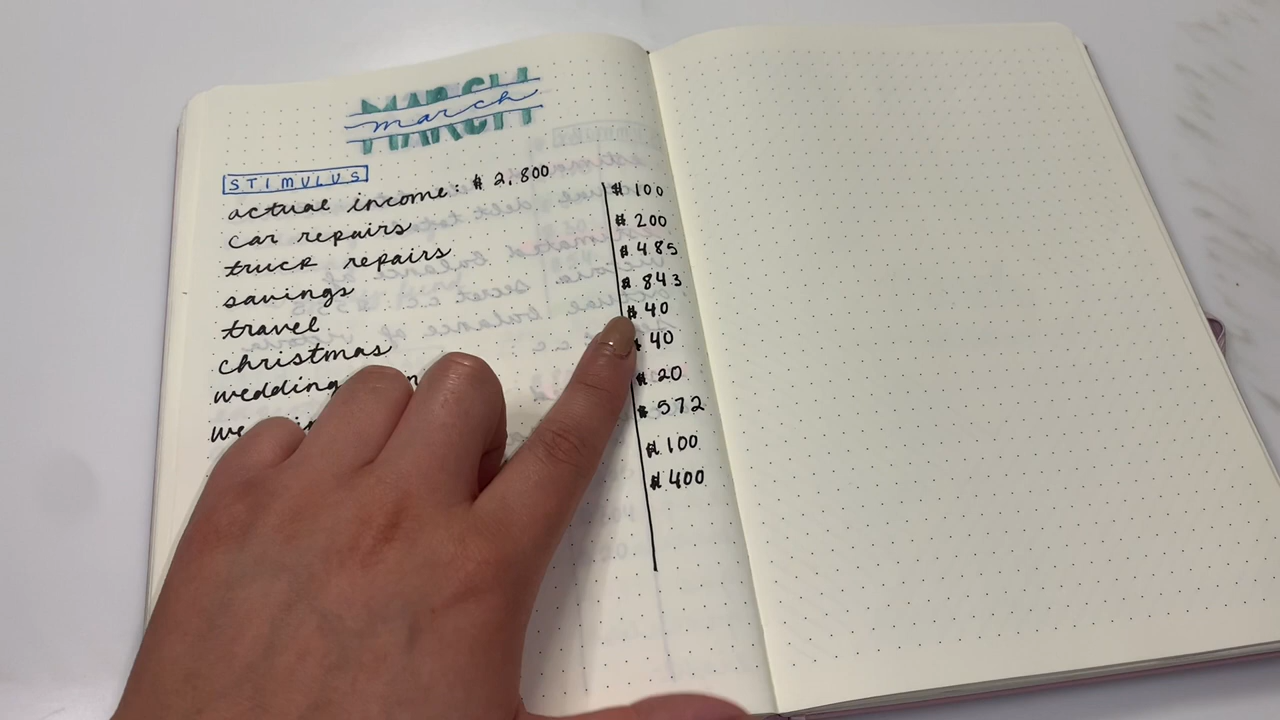 MARCH
march
STIMULUS
actual income: $ 2,800
car repairs $ 100
truck repairs $ 200
savings $ 485
travel $ 843
christmas $ 40
wedding $ 40
$ 20
$ 572
$ 100
$ 400